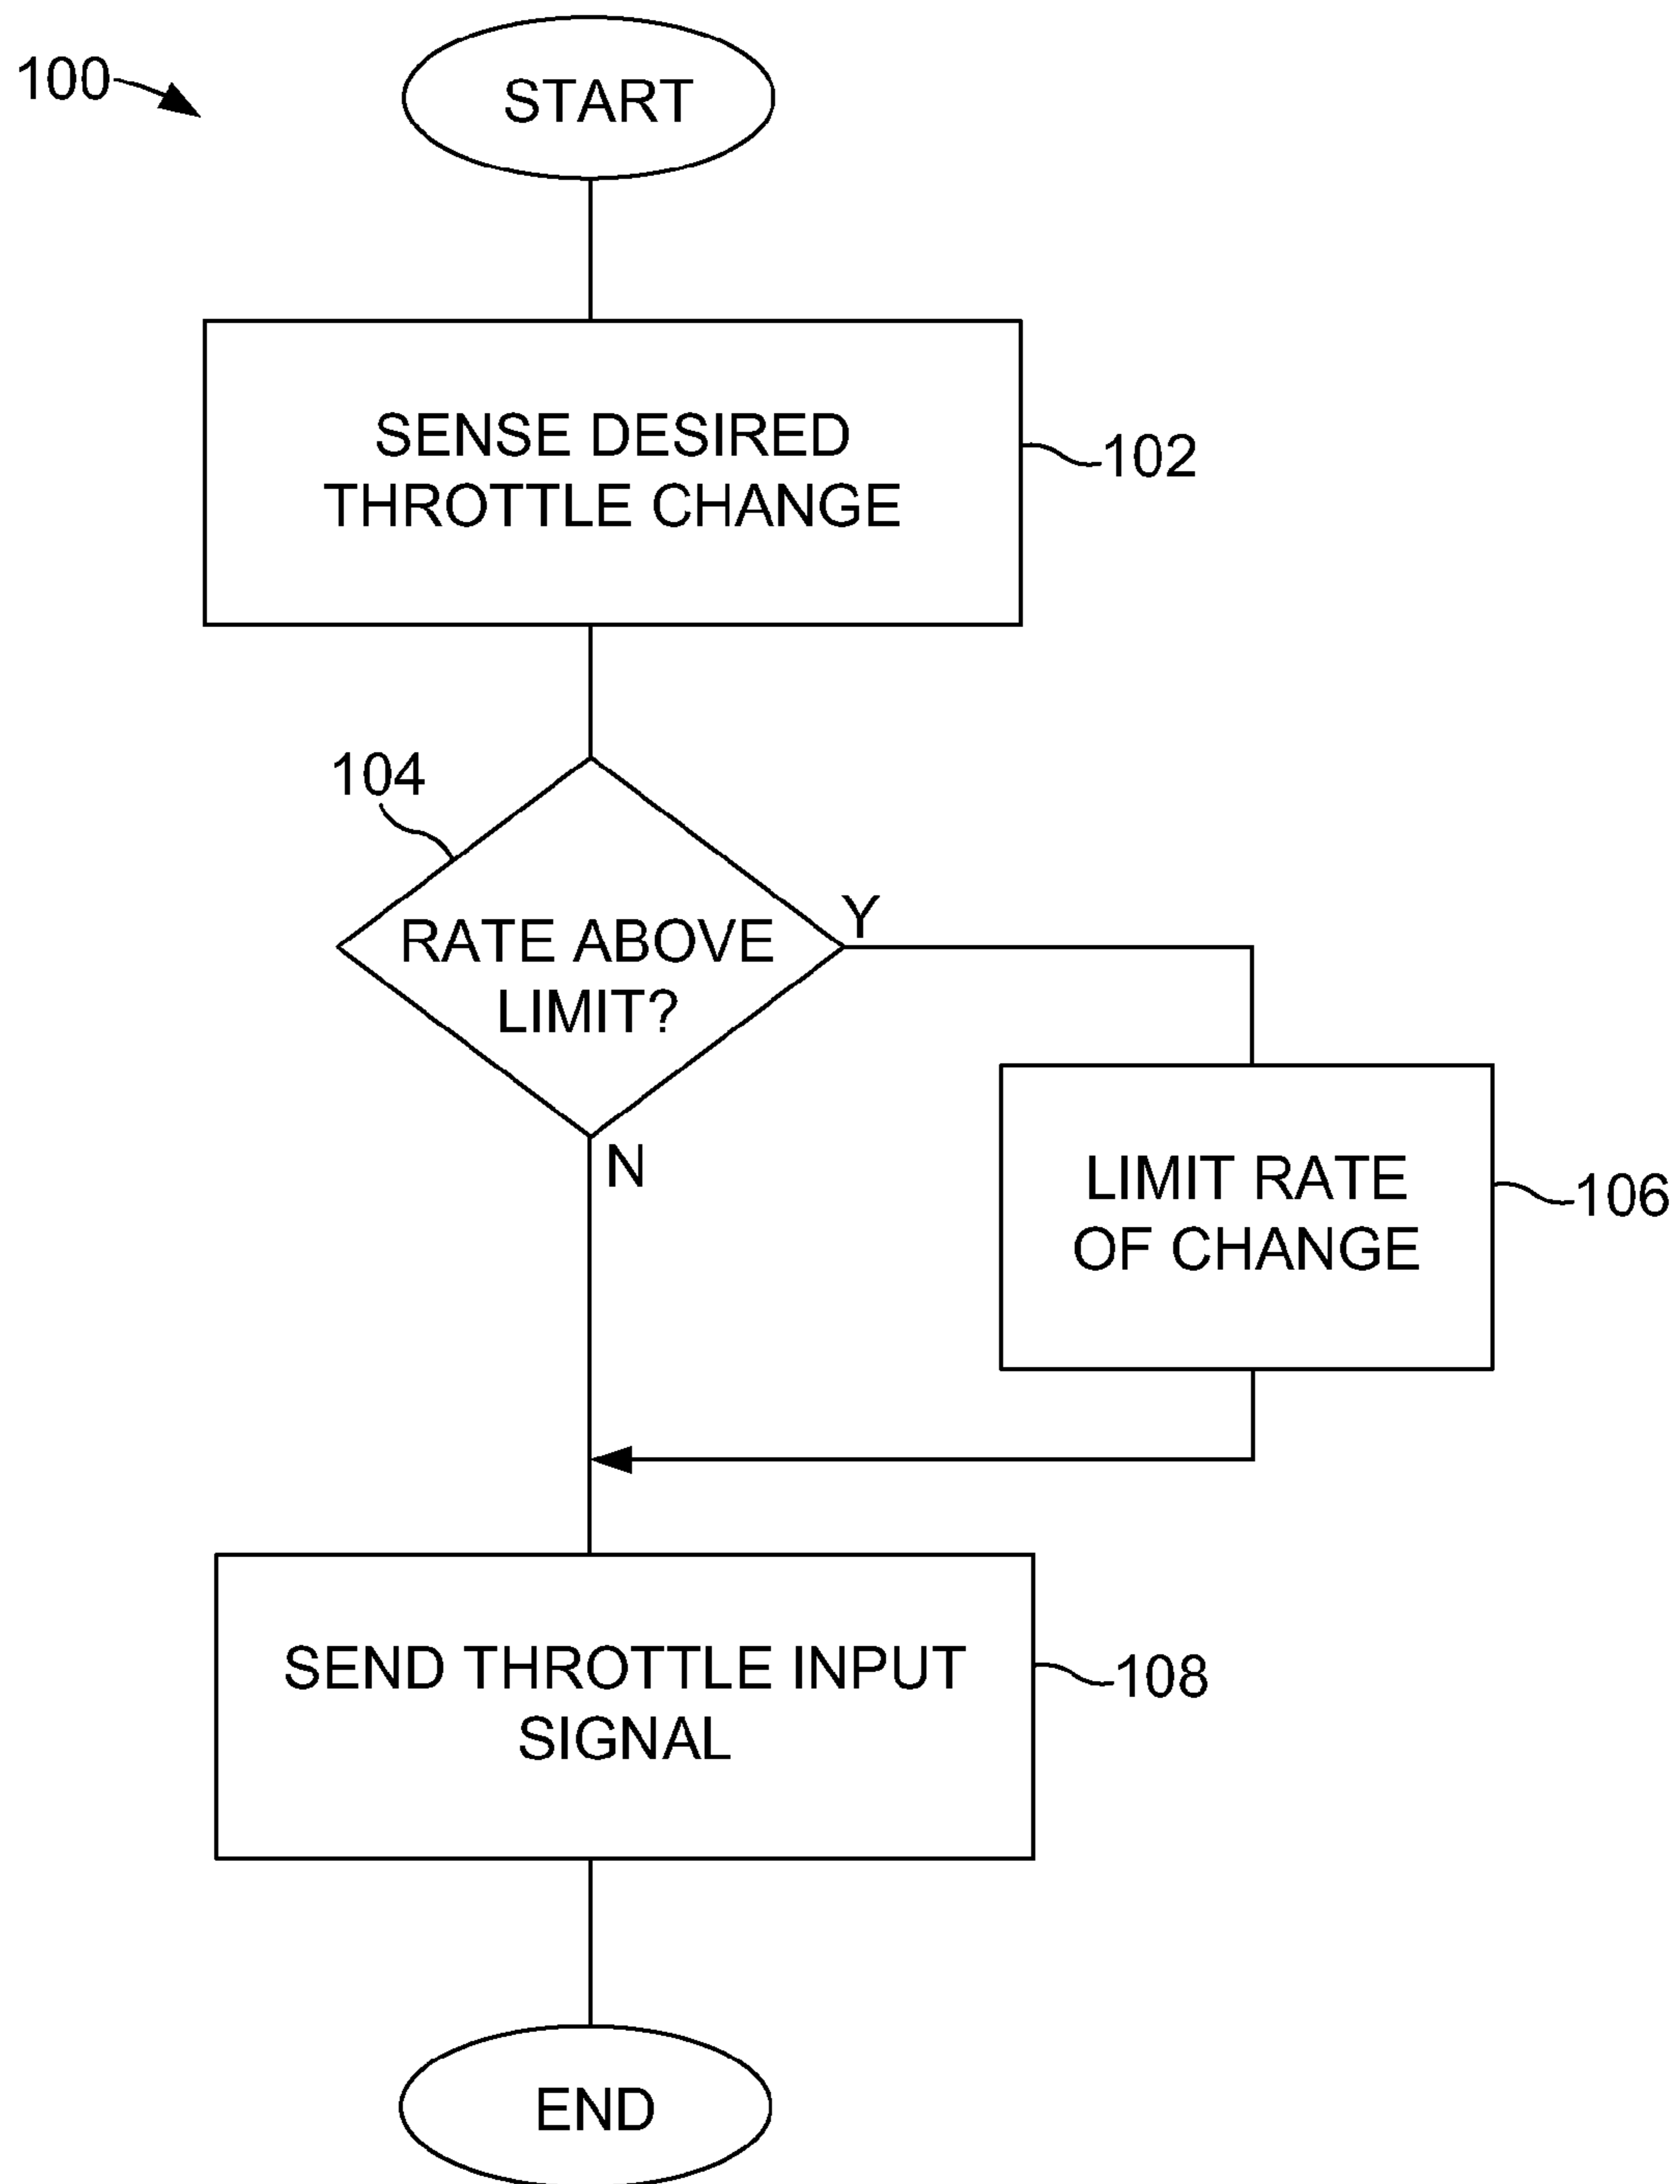 100
START
SENSE DESIRED
THROTTLE CHANGE
102
104
RATE ABOVE
LIMIT?
Y
N
LIMIT RATE
OF CHANGE
106
SEND THROTTLE INPUT
SIGNAL
108
END